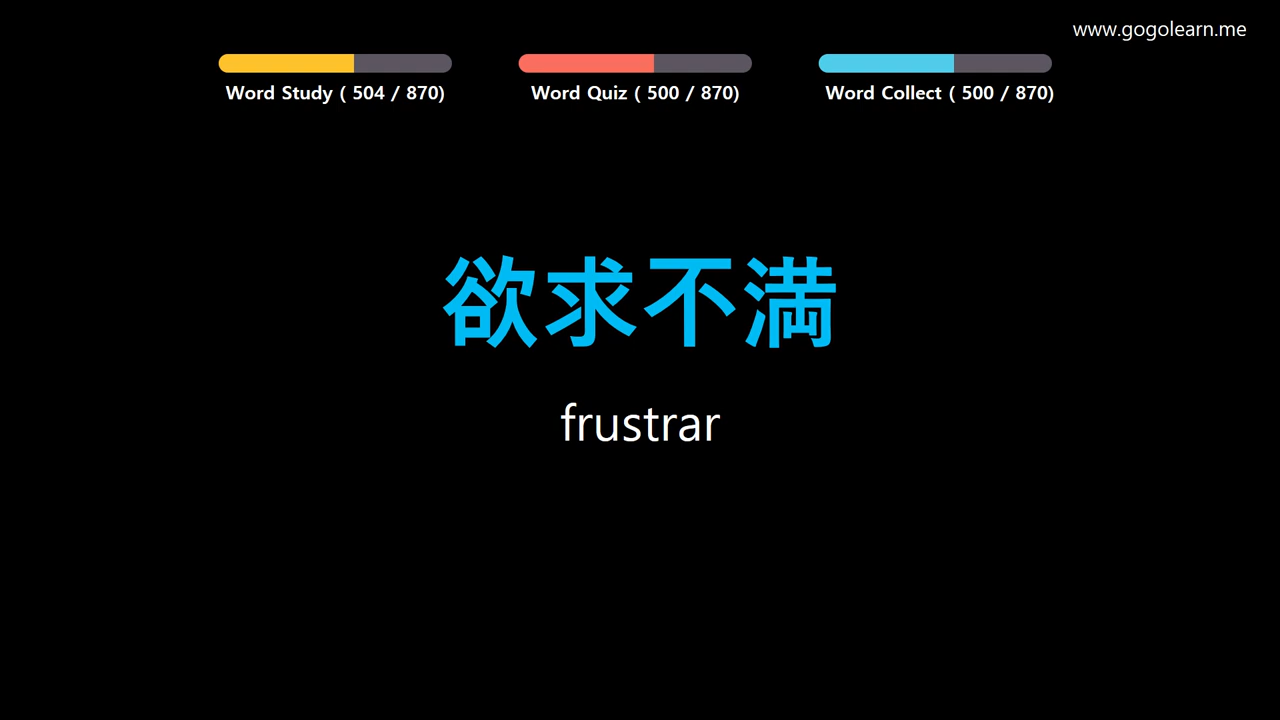 www.gogolearn.me
Word Study ( 504 / 870)
Word Quiz ( 500 / 870)
Word Collect ( 500 / 870)
欲求不満
frustrar